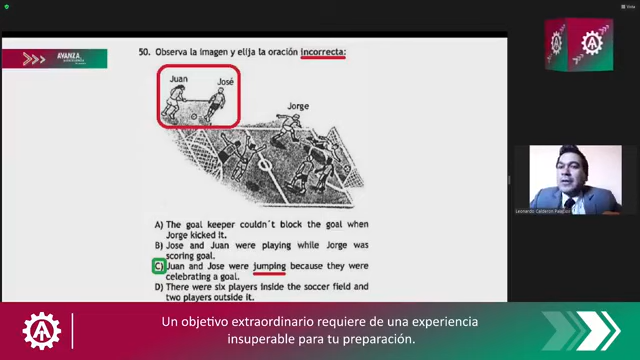 Vista
AVANZA
50. Observa la imagen y elija la oración incorrecta:
Juan
José
Jorge
A) The goal keeper couldn´t block the goal when
Jorge kicked it.
B) Jose and Juan were playing while Jorge was
scoring goal.
C) Juan and Jose were jumping because they were
celebrating a goal.
D) There were six players inside the soccer field and
two players outside it.
Un objetivo extraordinario requiere de una experiencia
insuperable para tu preparación.